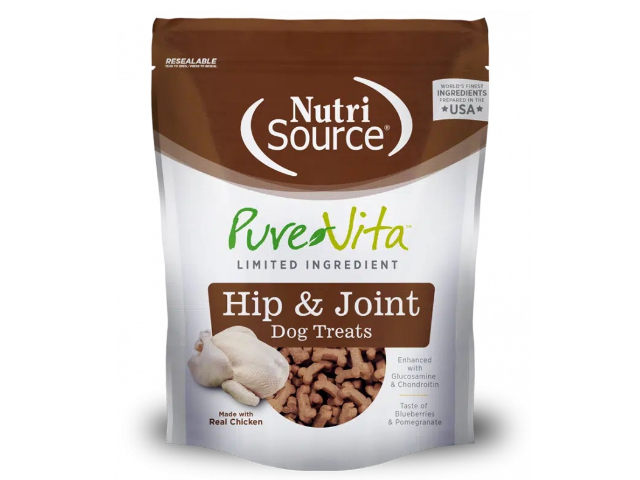 RESEALABLE
WORLD'S FINEST
INGREDIENTS
PREPARED IN THE
★USA★
Nutri
Source®
PureVita™
LIMITED INGREDIENT
Hip & Joint
Dog Treats
Enhanced
with
Glucosamine
& Chondroitin
Taste of
Blueberries
& Pomegranate
Made with
Real Chicken